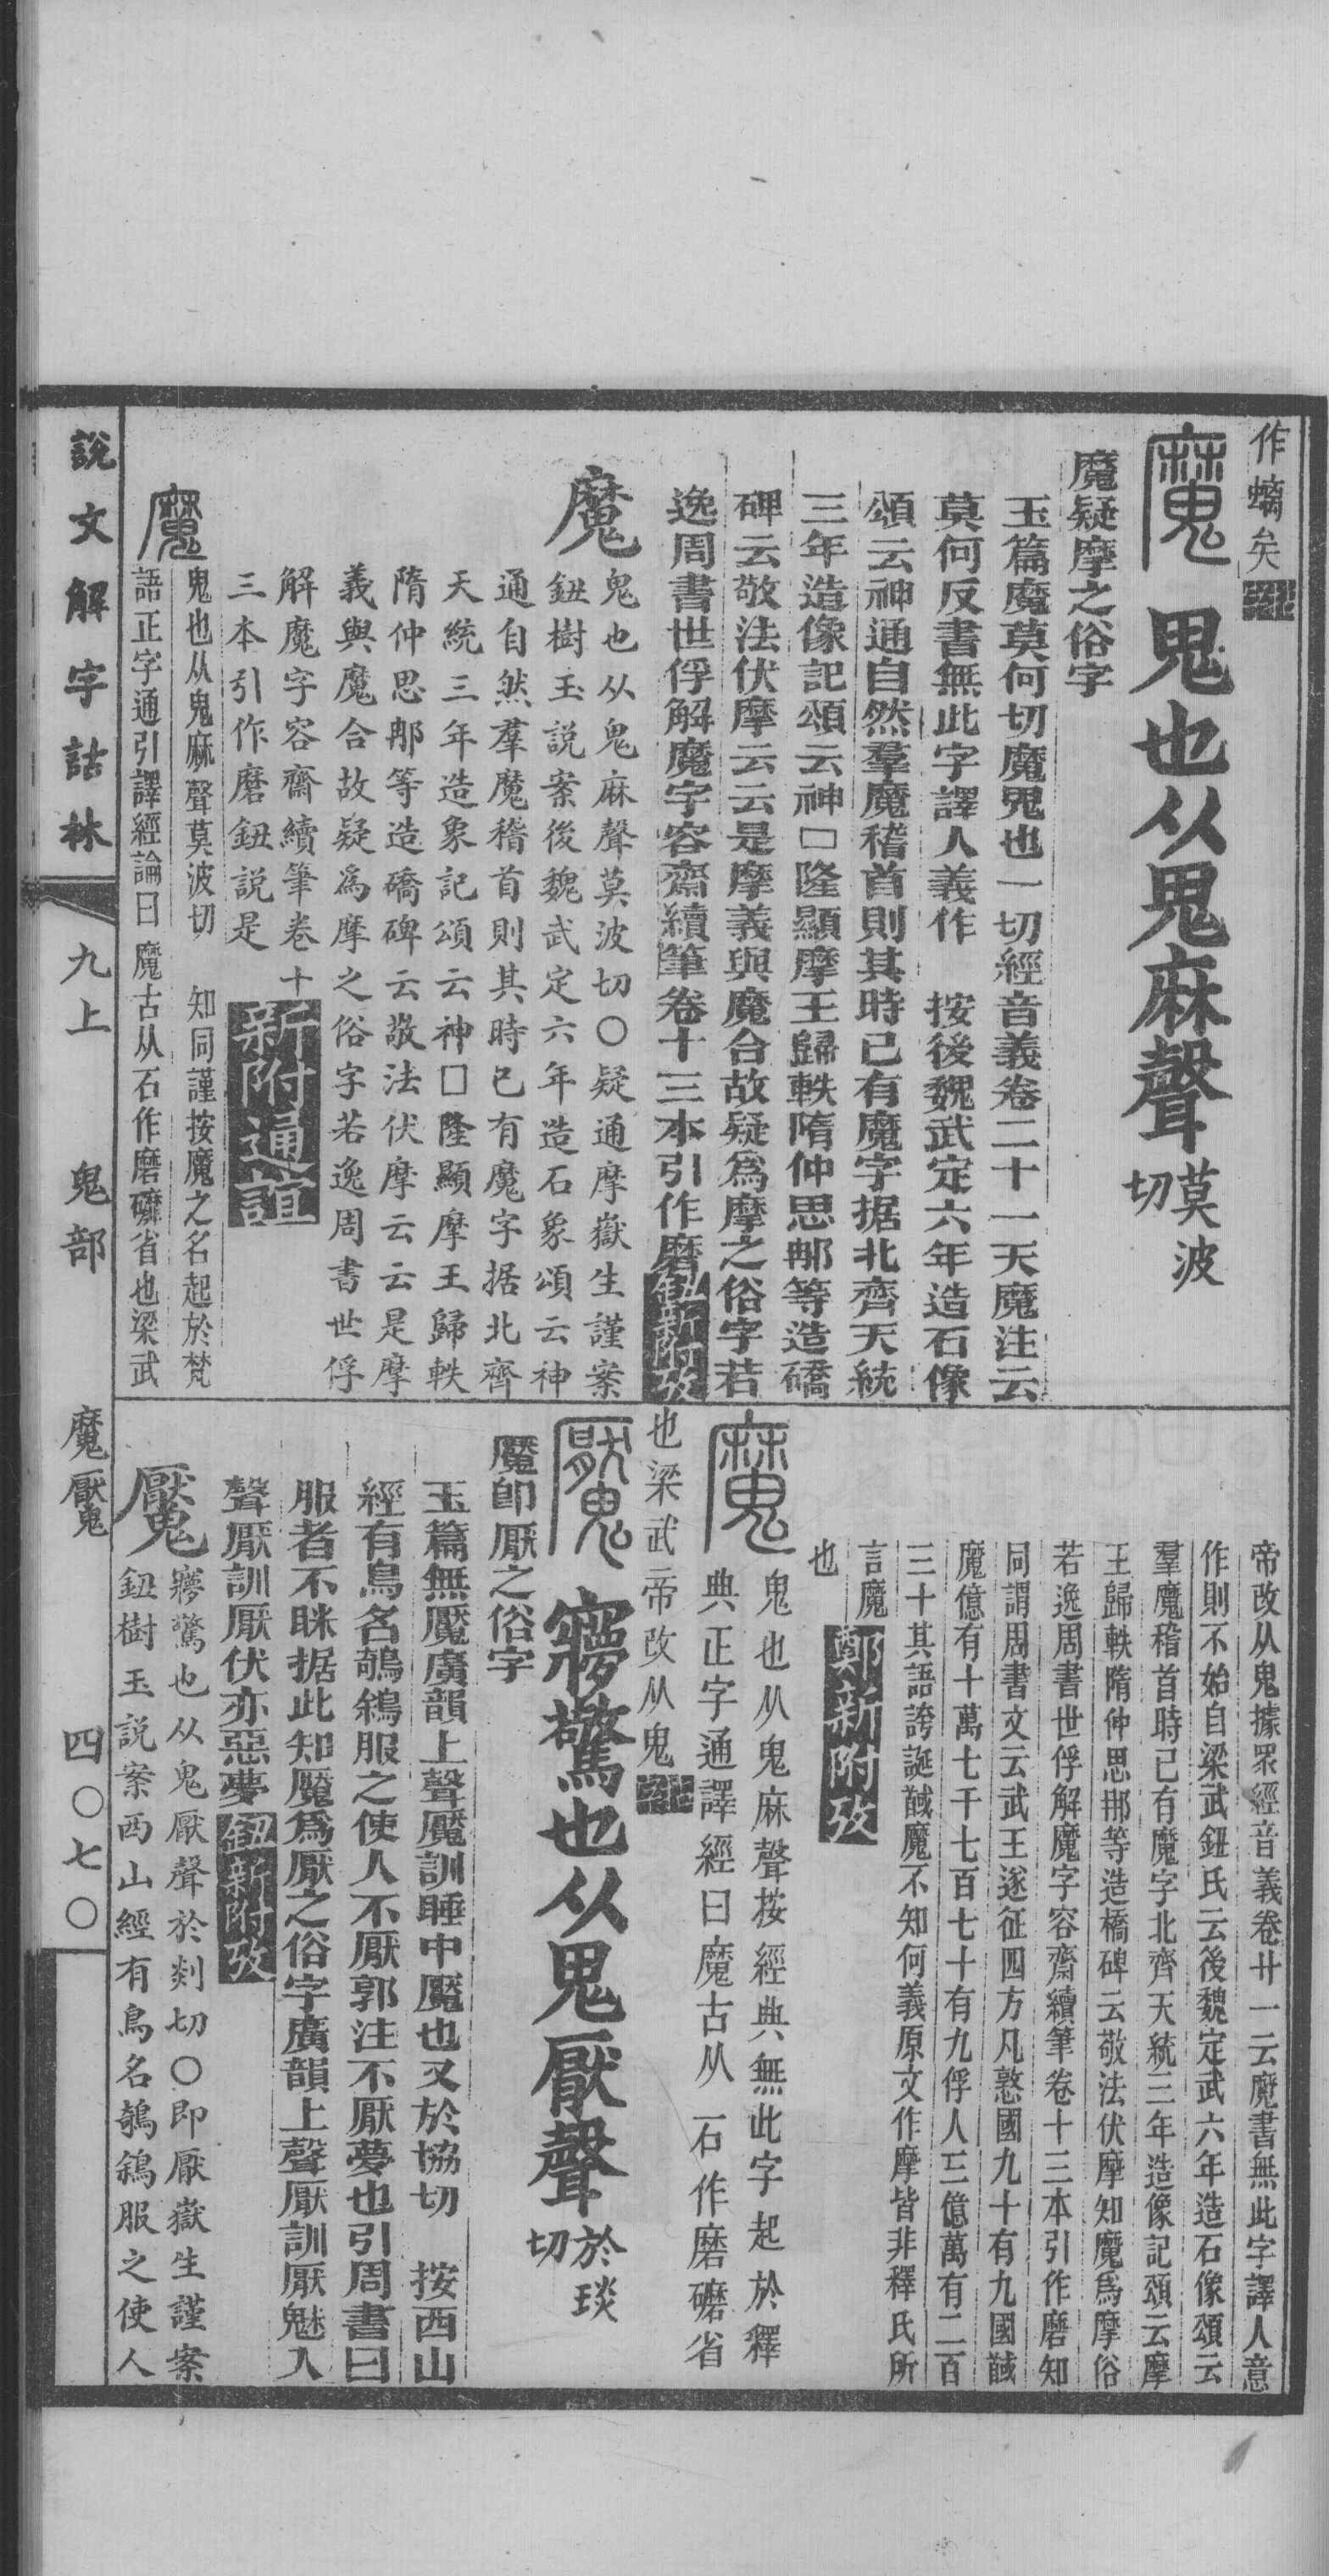 作螭矣
魔 鬼也从鬼麻聲莫波切
魔疑摩之俗字
玉篇魔莫何切魔鬼也一切經音義卷二十一天魔注云
莫何反書無此字譯人義作 按後魏武定六年造石像
頌云神通自然羣魔稽首則其時已有魔字据北齊天統
三年造像記頌云神□隆顯摩王歸軼隋仲思那等造磽
碑云敬法伏摩云云是摩義與魔合故疑爲摩之俗字若
逸周書世俘解魔字容齋續筆卷十三本引作磨鈕新附攷
魔 鬼也从鬼麻聲莫波切○疑通摩嶽生謹案
鈕樹玉説案後魏武定六年造石象頌云神
通自然羣魔稽首則其時已有魔字据北齊
天統三年造象記頌云神□隆顯摩王歸軼
隋仲思那等造磽碑云敬法伏摩云云是摩
義與魔合故疑爲摩之俗字若逸周書世俘
解魔字容齋續筆卷十
三本引作磨鈕説是 新附通誼
魔 鬼也从鬼麻聲莫波切 知同謹按魔之名起於梵
語正字通引譯經論曰魔古从石作磨礳省也梁武
帝改从鬼據眾經音義卷廿一云魔書無此字譯人意
作則不始自梁武鈕氏云後魏定武六年造石像頌云
羣魔稽首時已有魔字北齊天統三年造像記頌云摩
王歸軼隋仲思那等造橋碑云敬法伏摩知魔爲摩俗
若逸周書世俘解魔字容齋續筆卷十三本引作磨知
同謂周書文云武王遂征四方凡憝國九十有九國馘
魔億有十萬七千七百七十有九俘人三億萬有二百
三十其語誇誕馘魔不知何義原文作摩皆非釋氏所
言魔
也 鄭新附攷
魔 鬼也从鬼麻聲按經典無此字起於釋
典正字通譯經曰魔古从石作磨礳省
也梁武帝改从鬼
魘 寢驚也从鬼厭聲於琰切
魘卽厭之俗字
玉篇無魘廣韻上聲魘訓睡中魘也又於協切 按西山
經有鳥名鵸鵌服之使人不厭郭注不厭夢也引周書曰
服者不眯据此知魘爲厭之俗字廣韻上聲厭訓厭魅入
聲厭訓厭伏亦惡夢鈕新附攷
魘 寢驚也从鬼厭聲於剡切○即厭嶽生謹案
鈕樹玉説案西山經有鳥名鵸鵌服之使人
說文解字詁林 九上 鬼部 魔魘 四〇七〇